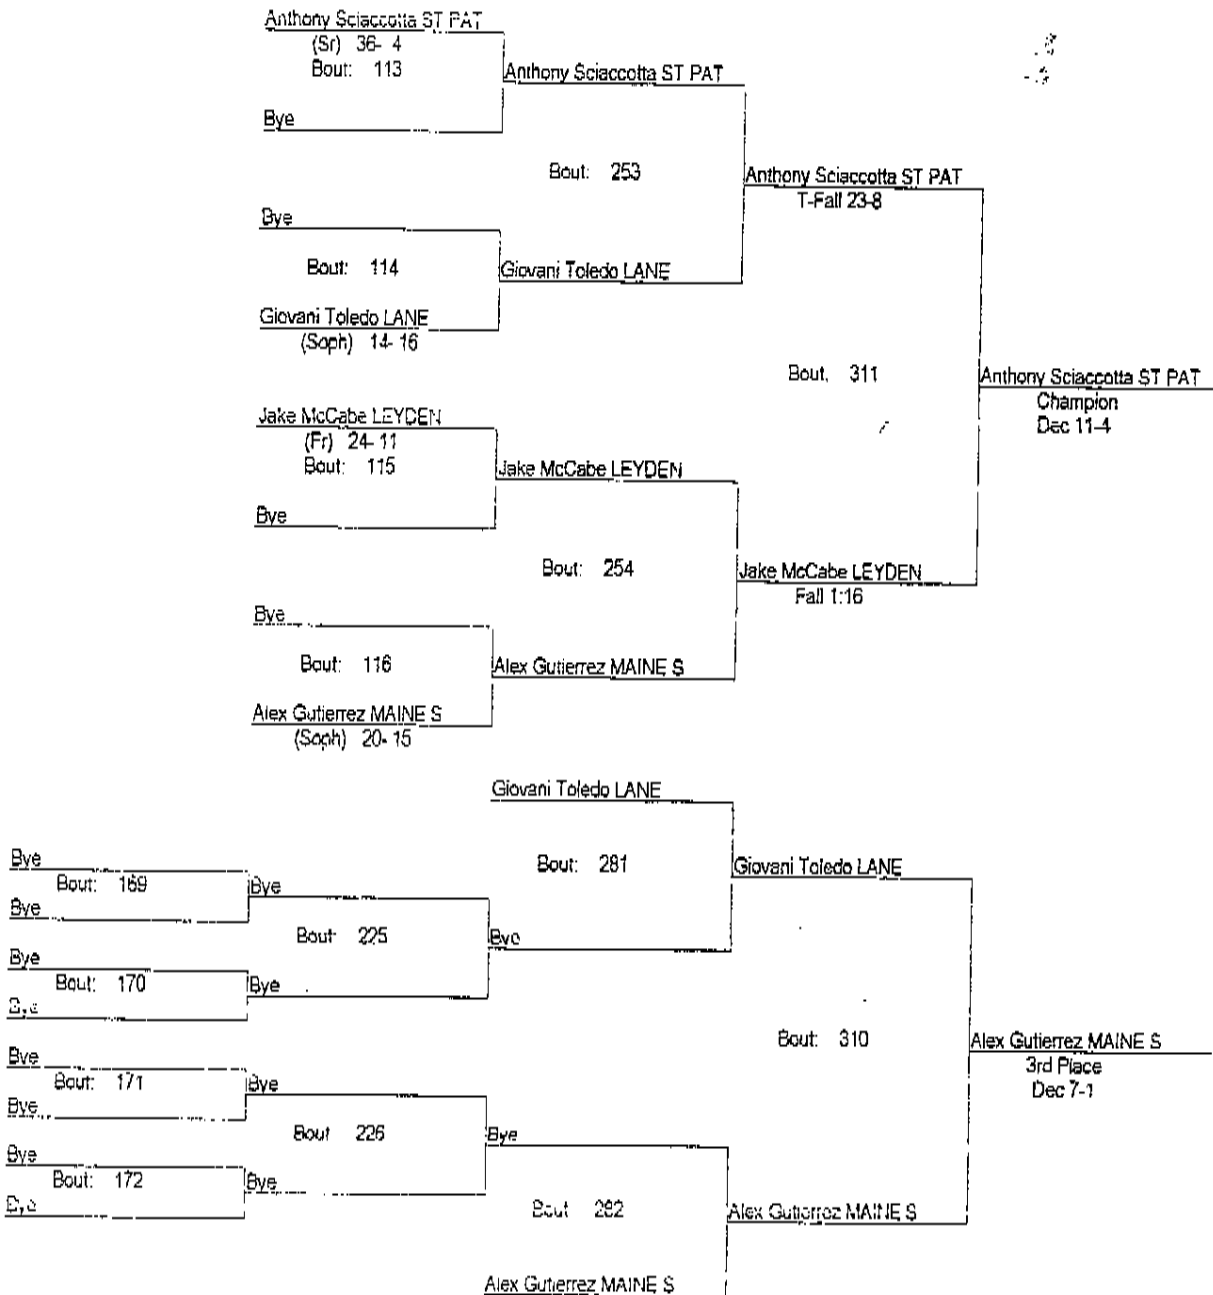 Anthony Sciaccotta ST PAT
(Sr) 36- 4
Bout: 113
Anthony Sciaccotta ST PAT
Bye
Bout: 253
Anthony Sciaccotta ST PAT
T-Fall 23-8
Bye
Bout: 114
Giovani Toledo LANE
Giovani Toledo LANE
(Soph) 14- 16
Bout. 311
Anthony Sciaccotta ST PAT
Champion
Dec 11-4
Jake McCabe LEYDEN
(Fr) 24- 11
Bout: 115
Jake McCabe LEYDEN
Bye
Bout: 254
Jake McCabe LEYDEN
Fall 1:16
Bye
Bout: 116
Alex Gutierrez MAINE S
Alex Gutierrez MAINE S
(Soph) 20- 15
Giovani Toledo LANE
Bout: 281
Giovani Toledo LANE
Bye
Bout: 169
Bye
Bye
Bout 225
Bye
Bye
Bout: 170
Bye
Bye
Bout: 310
Alex Gutierrez MAINE S
3rd Place
Dec 7-1
Bye
Bout: 171
Bye
Bye
Bout 226
Bye
Bye
Bout: 172
Bye
Bye
Bout 282
Alex Gutierrez MAINE S
Alex Gutierrez MAINE S